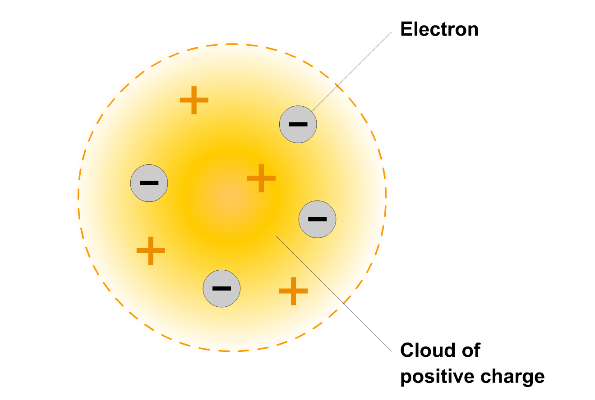 Electron
Cloud of
positive charge